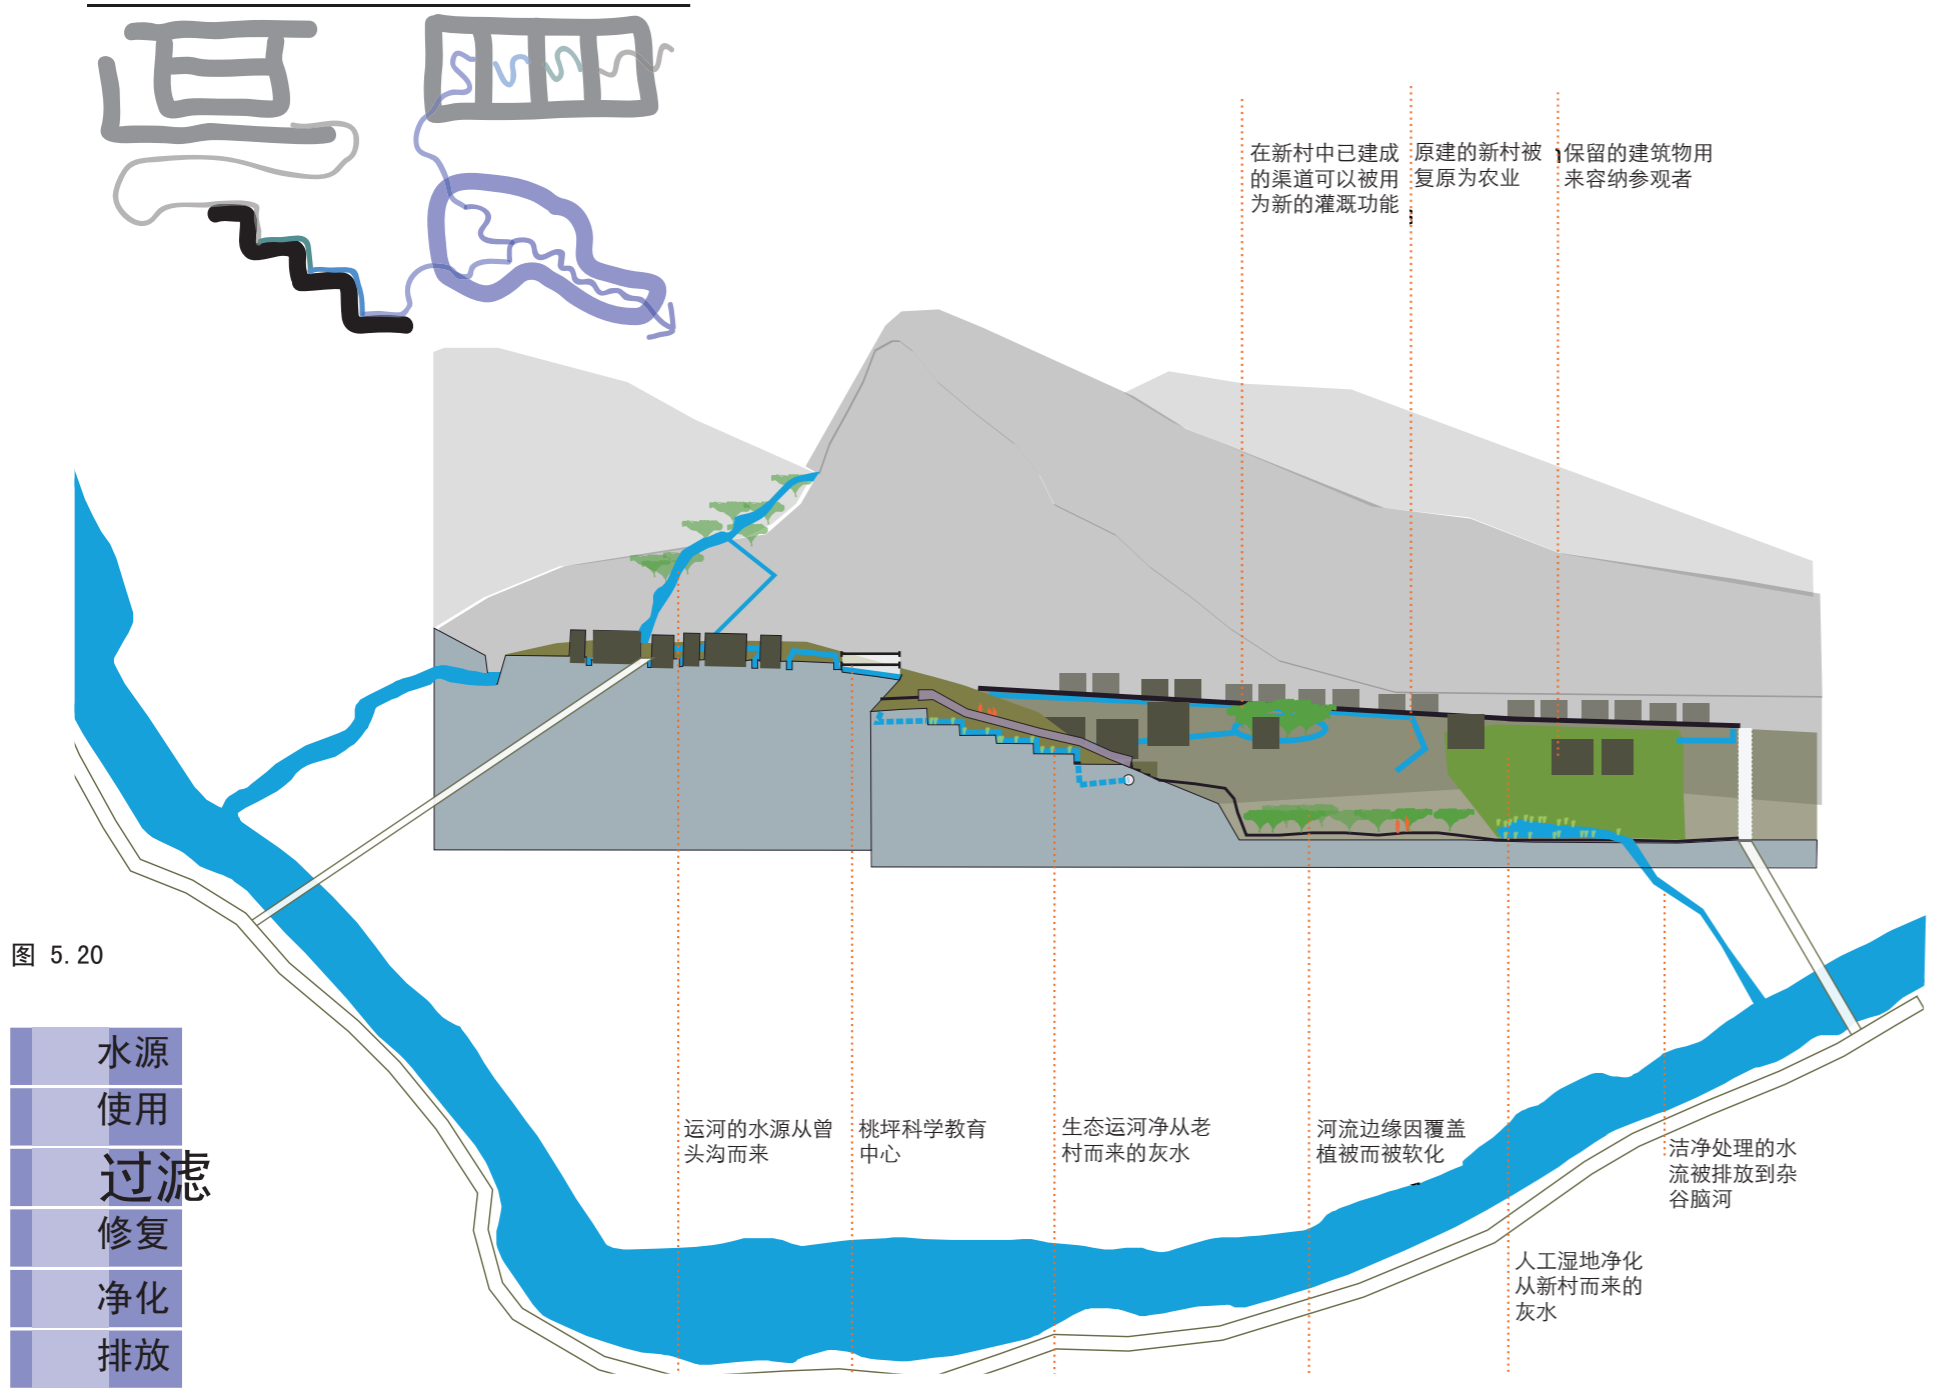 在新村中已建成
的渠道可以被用
为新的灌溉功能
原建的新村被
复原为农业
保留的建筑物用
来容纳参观者
图 5.20
水源
使用
过滤
修复
净化
排放
运河的水源从曾
头沟而来
桃坪科学教育
中心
生态运河净从老
村而来的灰水
河流边缘因覆盖
植被而被软化
洁净处理的水
流被排放到杂
谷脑河
人工湿地净化
从新村而来的
灰水